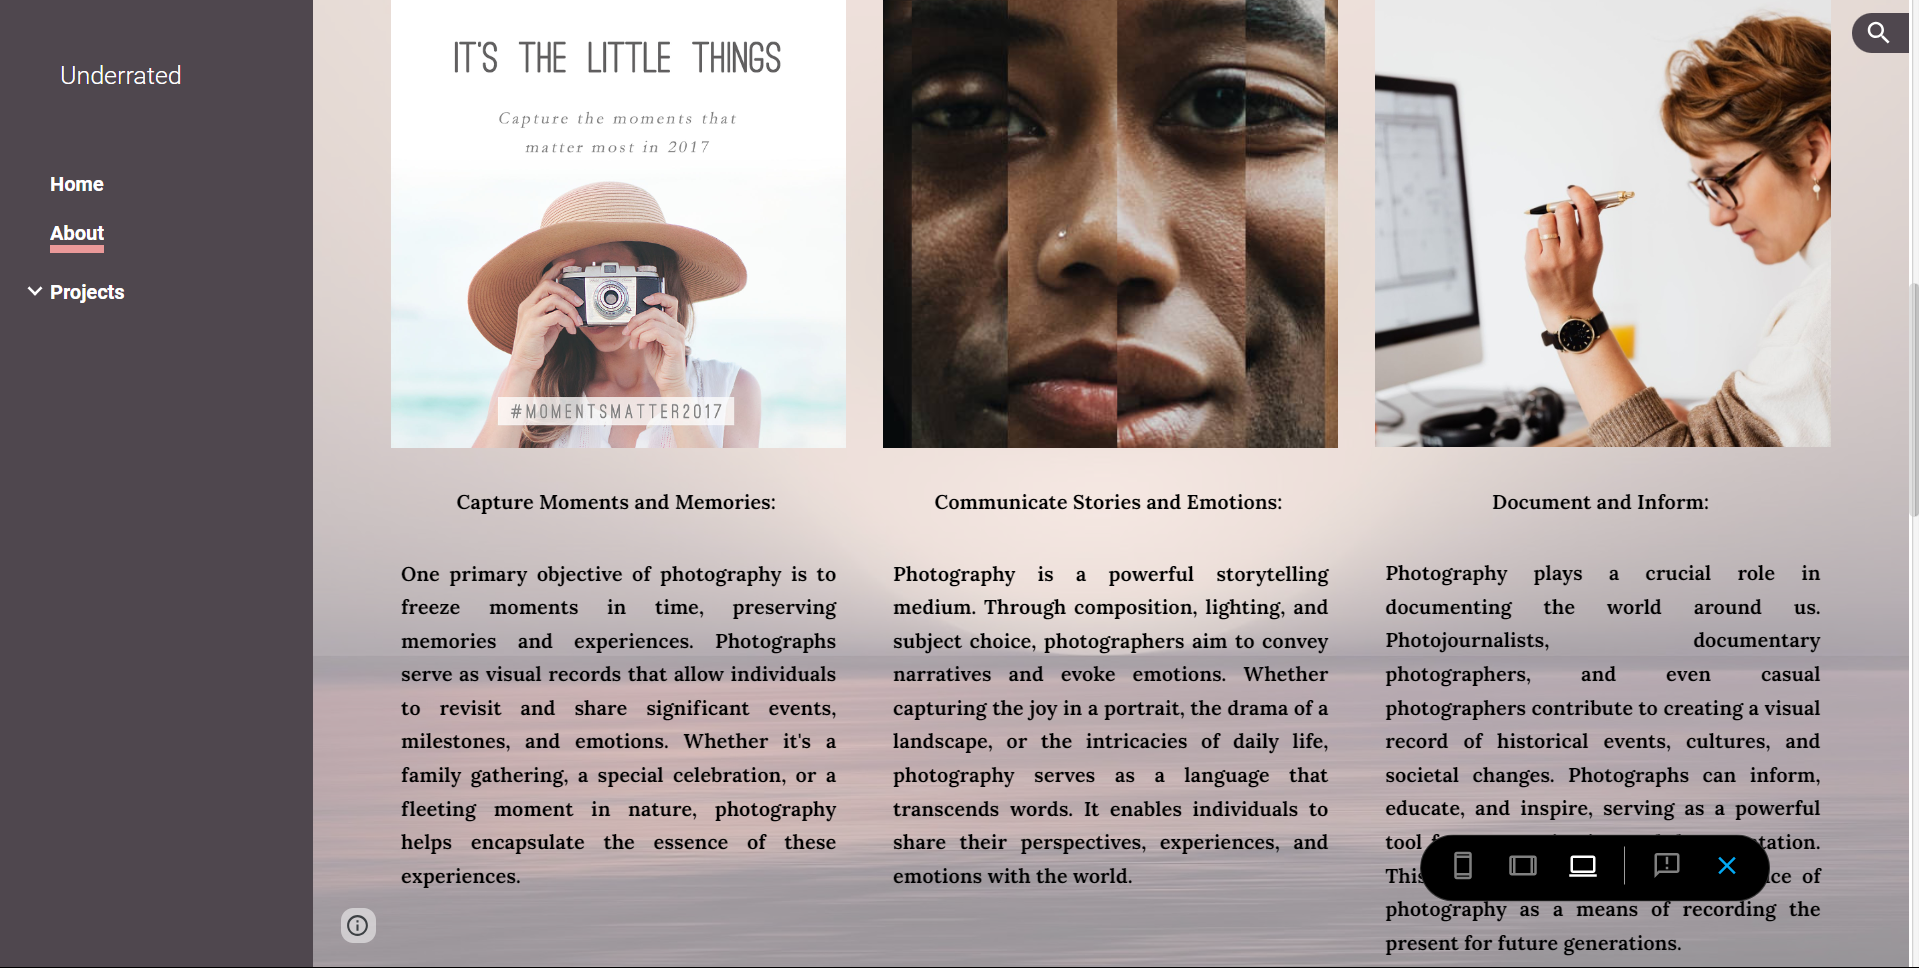 Underrated
Home
About
Projects
IT'S THE LITTLE THINGS
Capture the moments that
matter most in 2017
#MOMENTSMATTER2017
Capture Moments and Memories:
One primary objective of photography is to
freeze moments in time, preserving
memories and experiences. Photographs
serve as visual records that allow individuals
to revisit and share significant events,
milestones, and emotions. Whether it's a
family gathering, a special celebration, or a
fleeting moment in nature, photography
helps encapsulate the essence of these
experiences.
Communicate Stories and Emotions:
Photography is a powerful storytelling
medium. Through composition, lighting, and
subject choice, photographers aim to convey
narratives and evoke emotions. Whether
capturing the joy in a portrait, the drama of a
landscape, or the intricacies of daily life,
photography serves as a language that
transcends words. It enables individuals to
share their perspectives, experiences, and
emotions with the world.
Document and Inform:
Photography plays a crucial role in
documenting the world around us.
Photojournalists, documentary
photographers, and even casual
photographers contribute to creating a visual
record of historical events, cultures, and
societal changes. Photographs can inform,
educate, and inspire, serving as a powerful
tool
This of
photography as a means of recording the
present for future generations.